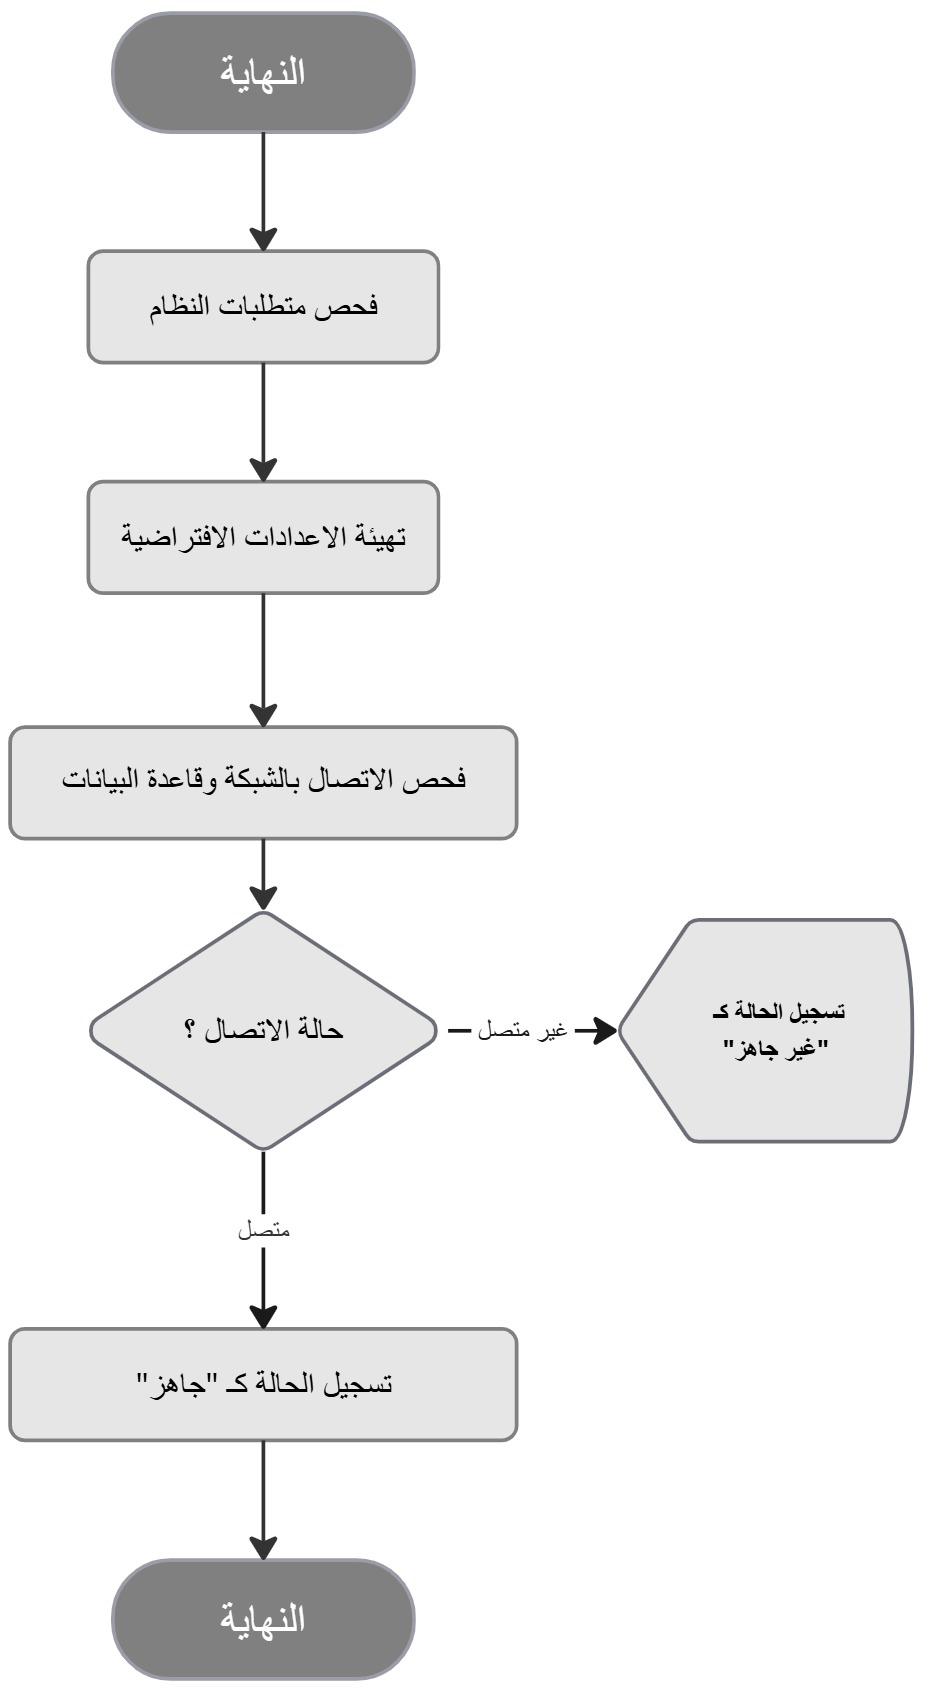 النهاية
فحص متطلبات النظام
تهيئة الاعدادات الافتراضية
فحص الاتصال بالشبكة وقاعدة البيانات
حالة الاتصال ؟
غير متصل
تسجيل الحالة كـ
"غير جاهز"
متصل
تسجيل الحالة كـ "جاهز"
النهاية